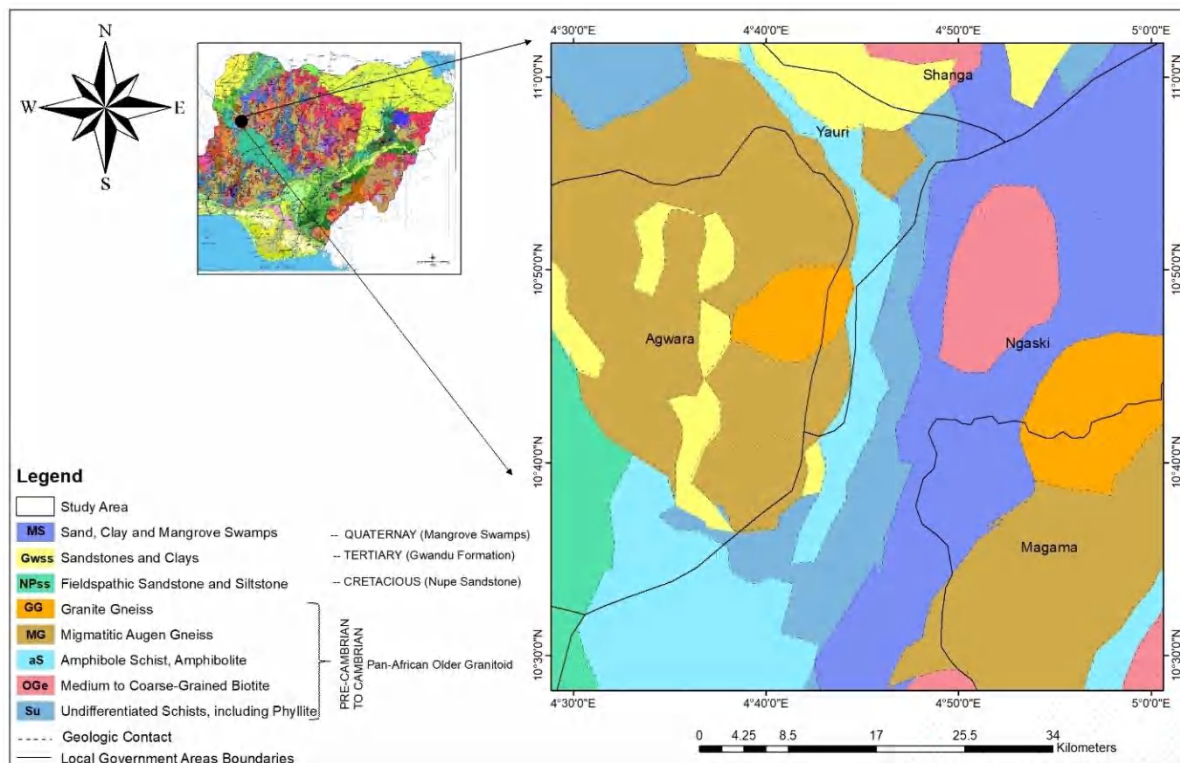 N
W
E
S
4°30'0"E
4°40'0"E
4°50'0"E
5°0'0"E
11°0'0"N
11°0'0"N
Shanga
Yauri
10°50'0"N
10°50'0"N
Agwara
Ngaski
10°40'0"N
10°40'0"N
Magama
10°30'0"N
10°30'0"N
4°30'0"E
4°40'0"E
4°50'0"E
5°0'0"E
Legend
Study Area
MS Sand, Clay and Mangrove Swamps -- QUATERNAY (Mangrove Swamps)
Gwss Sandstones and Clays -- TERTIARY (Gwandu Formation)
NPss Fieldspathic Sandstone and Siltstone -- CRETACIOUS (Nupe Sandstone)
GG Granite Gneiss
MG Migmatitic Augen Gneiss
aS Amphibole Schist, Amphibolite
OGe Medium to Coarse-Grained Biotite
Su Undifferentiated Schists, including Phyllite
PRE-CAMBRIAN
TO CAMBRIAN
Pan-African Older Granitoid
Geologic Contact
Local Government Areas Boundaries
0 4.25 8.5 17 25.5 34
Kilometers